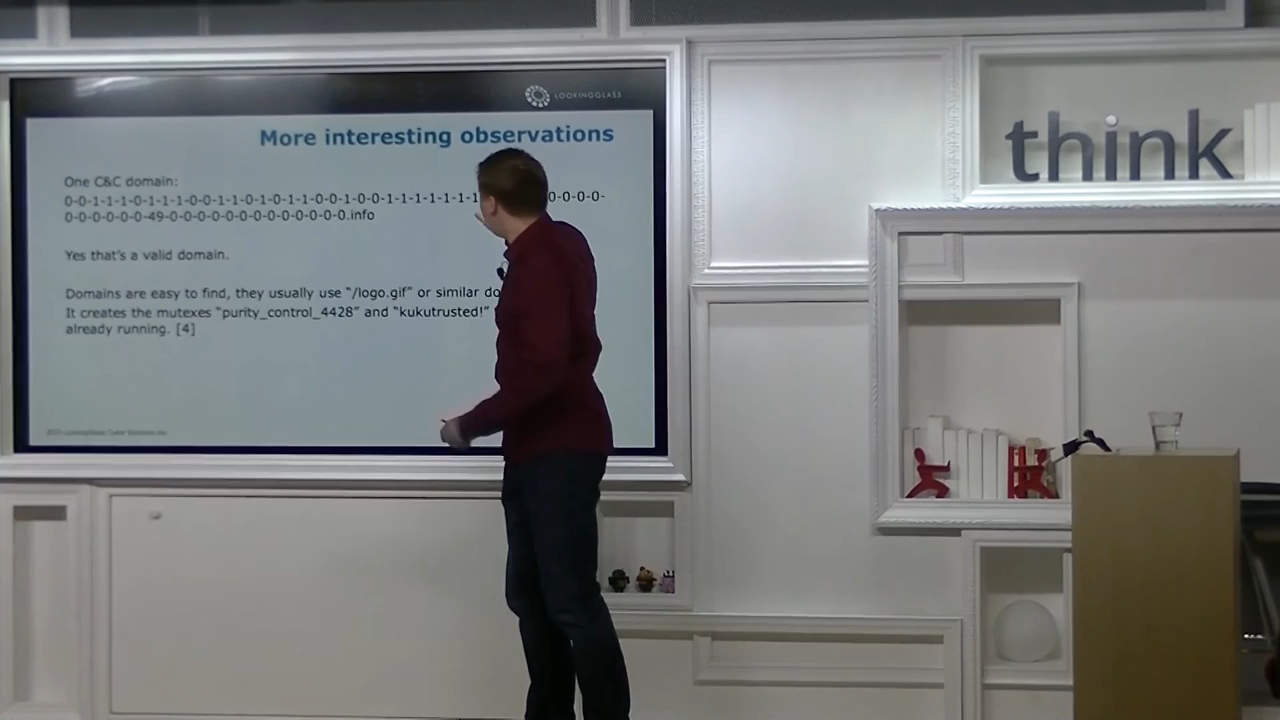 LOOKINGGLASS
More interesting observations
One C&C domain:
0-0-1-1-1-0-1-1-1-0-0-1-1-0-1-0-1-1-0-0-1-0-0-1-1-1-1-1-1-1 0-0-0-0-
0-0-0-0-0-0-49-0-0-0-0-0-0-0-0-0-0-0-0-0.info
Yes that's a valid domain.
Domains are easy to find, they usually use "/logo.gif" or similar
It creates the mutexes "purity_control_4428" and "kukutrusted!"
already running. [4]
think